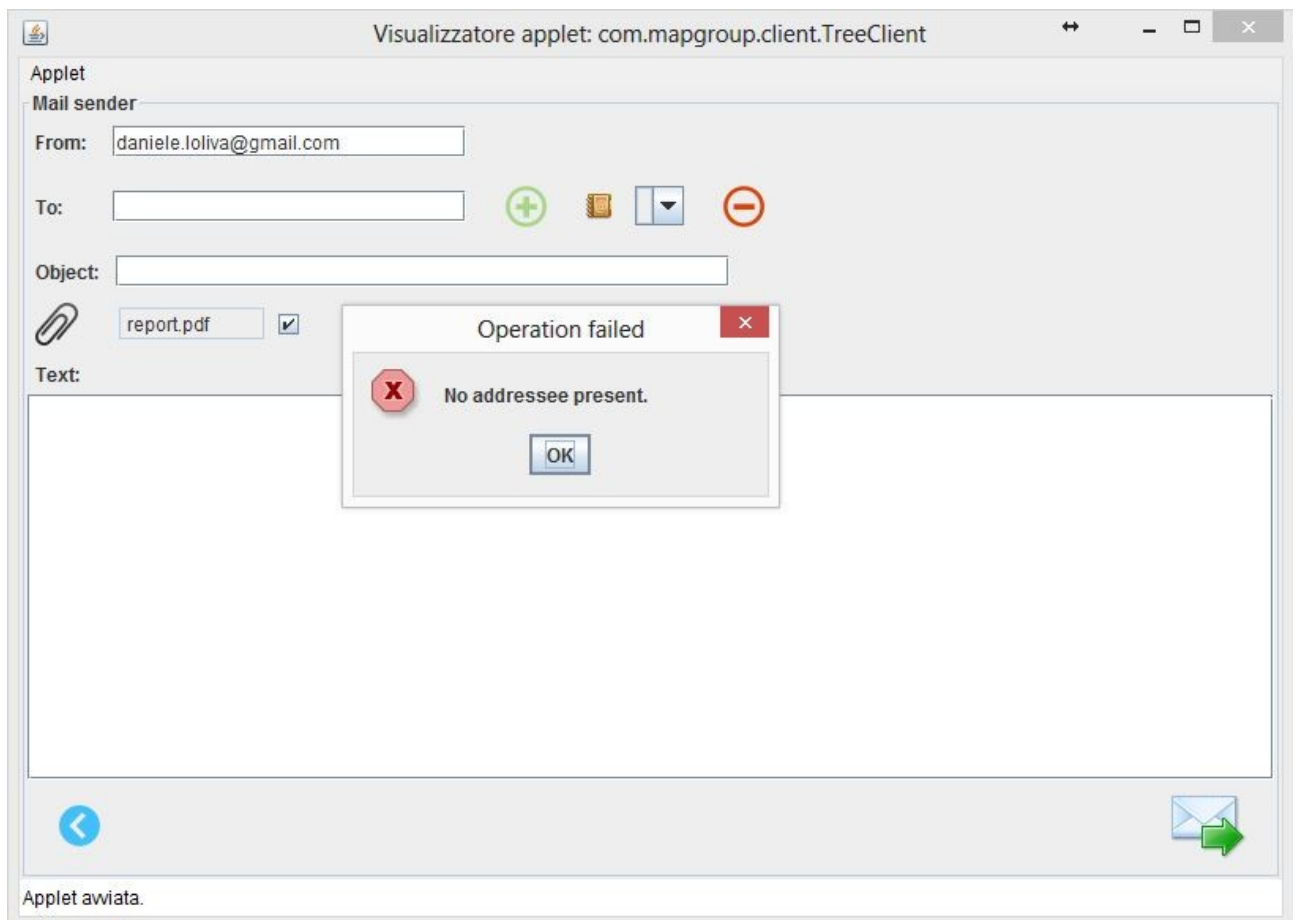 Visualizzatore applet: com.mapgroup.client.TreeClient
Applet
Mail sender
From: daniele.loliva@gmail.com
To:
Object:
report.pdf
Operation failed
Text:
X No addressee present.
OK
Applet avviata.